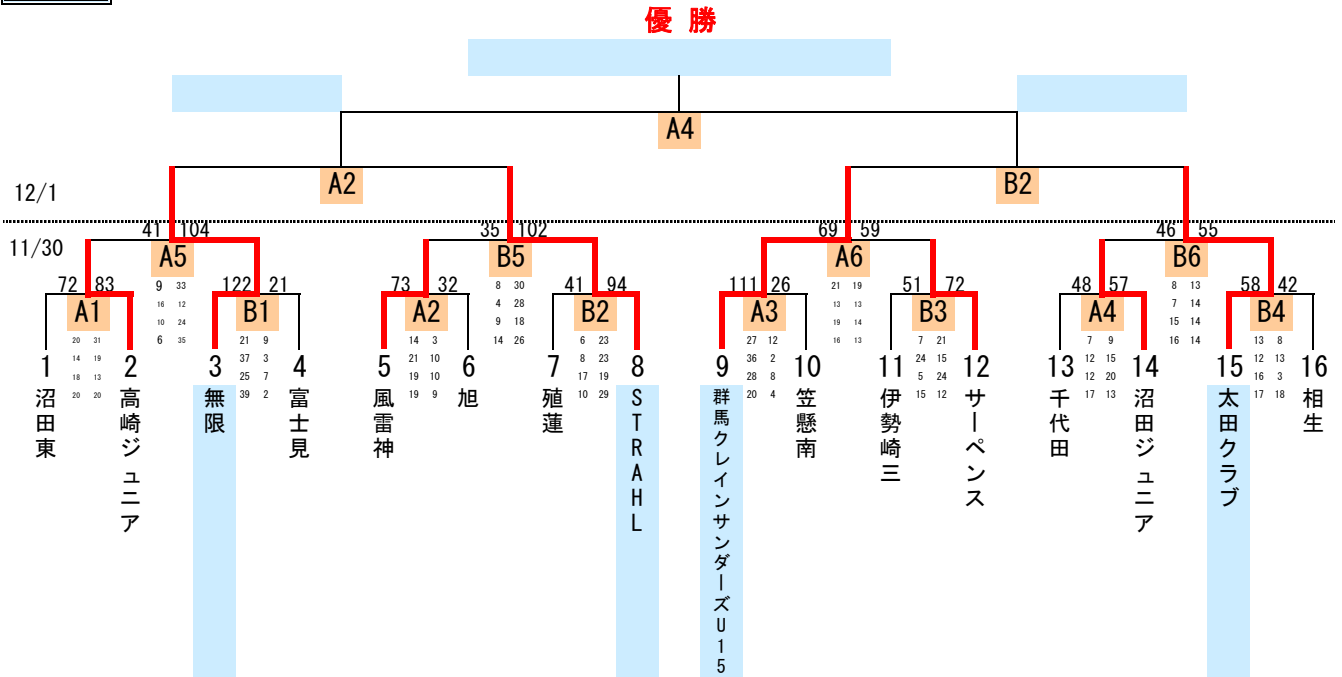 優 勝
A4
A2 B2
12/1
11/30
41 104 35 102 69 59 46 55
A5 B5 A6 B6
9 33 8 30 21 19 8 13
16 12 4 28 13 13 7 14
10 24 9 18 19 14 15 14
6 35 14 26 16 13 16 14
72 83 122 21 73 32 41 94 111 26 51 72 48 57 58 42
A1 B1 A2 B2 A3 B3 A4 B4
20 31 21 9 14 3 6 23 27 12 7 21 7 9 13 8
14 19 37 3 21 10 8 23 36 2 24 15 12 15 12 13
18 13 25 7 19 10 17 19 28 8 5 24 12 20 16 3
20 20 39 2 19 9 10 29 20 4 15 12 17 13 17 18
1 2 3 4 5 6 7 8 9 10 11 12 13 14 15 16
沼田東
高崎ジュニア
無限
富士見
風雷神
旭
殖蓮
STRAHL
群馬クレインサンダーズU15
笠懸南
伊勢崎三
サーペンス
千代田
沼田ジュニア
太田クラブ
相生